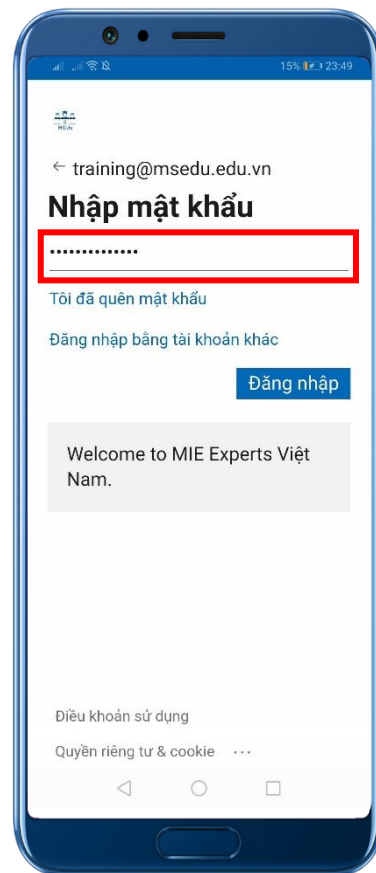 15% 23:49
MIEdu
← training@msedu.edu.vn
Nhập mật khẩu
••••••••••••••
Tôi đã quên mật khẩu
Đăng nhập bằng tài khoản khác
Đăng nhập
Welcome to MIE Experts Việt
Nam.
Điều khoản sử dụng
Quyền riêng tư & cookie ···